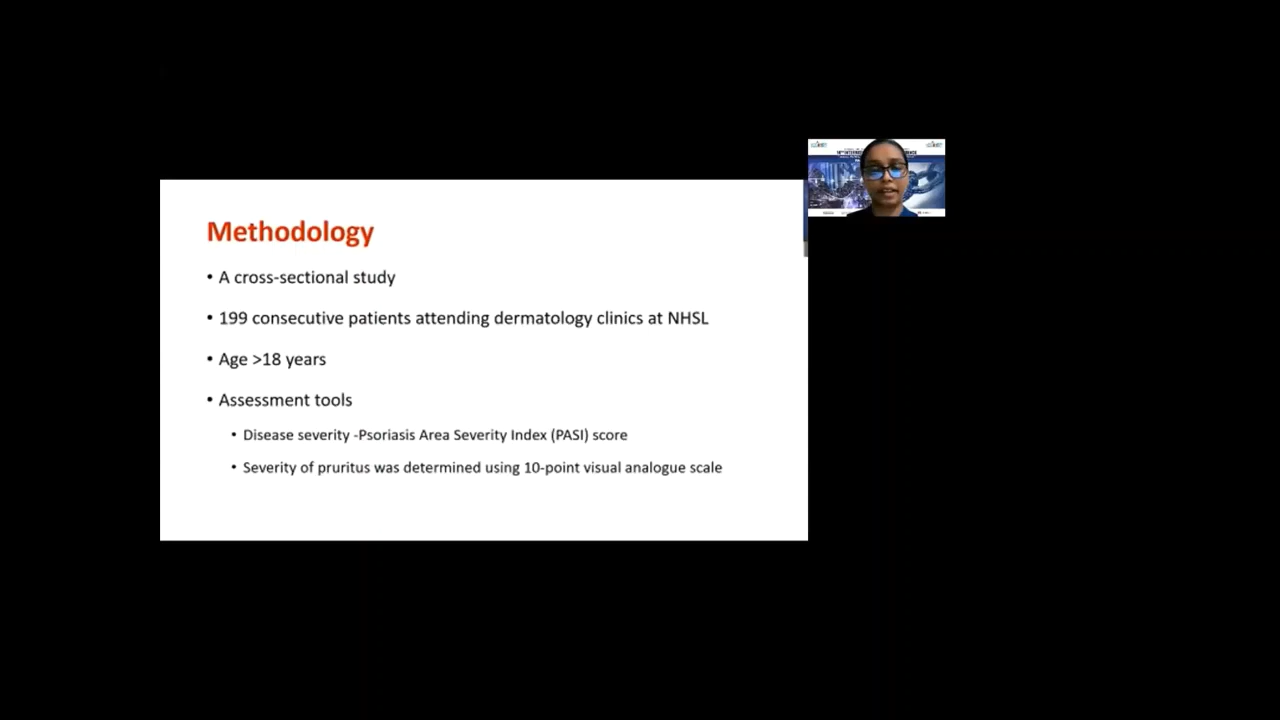 Methodology
• A cross-sectional study
• 199 consecutive patients attending dermatology clinics at NHSL
• Age >18 years
• Assessment tools
• Disease severity -Psoriasis Area Severity Index (PASI) score
• Severity of pruritus was determined using 10-point visual analogue scale